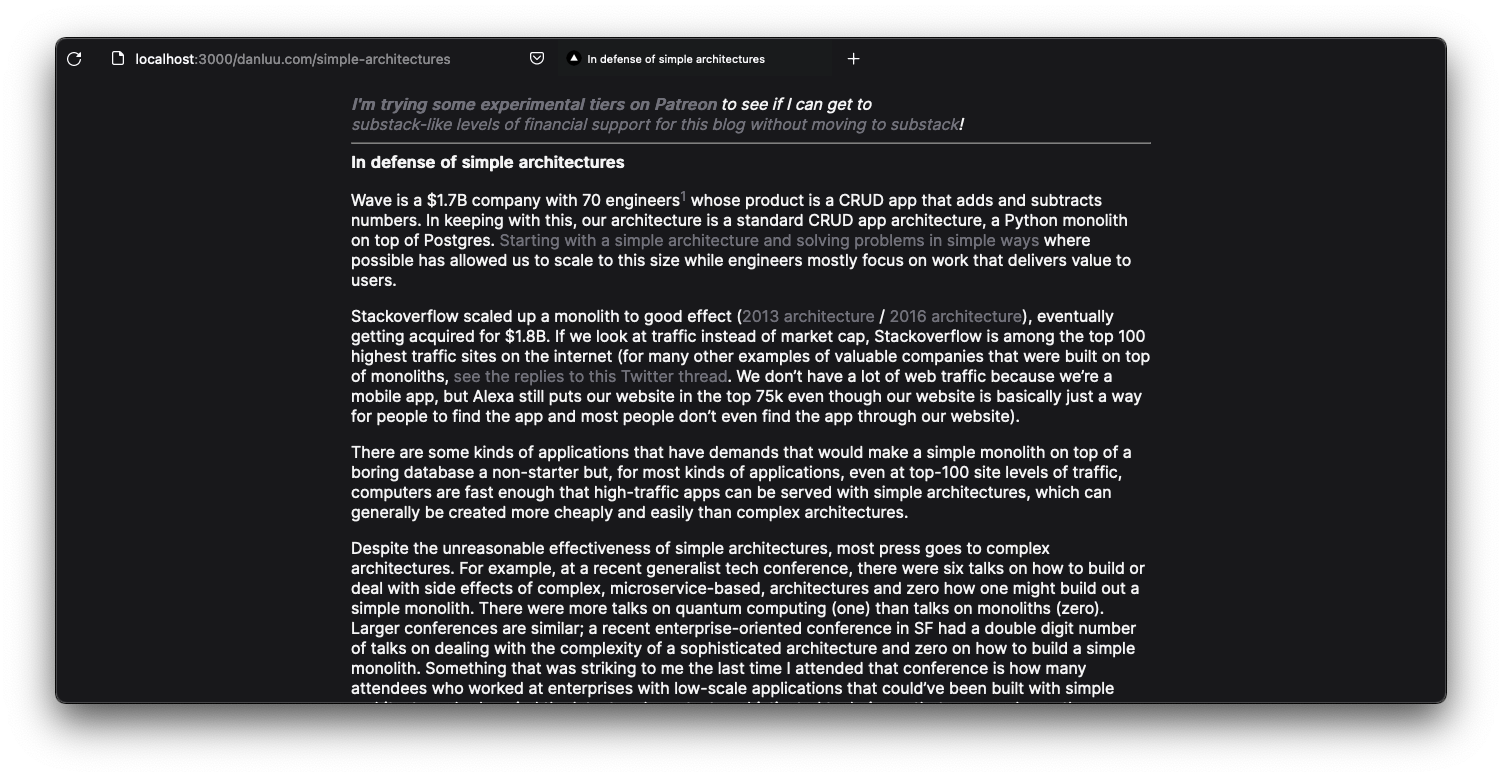 localhost:3000/danluu.com/simple-architectures
In defense of simple architectures
I'm trying some experimental tiers on Patreon to see if I can get to
substack-like levels of financial support for this blog without moving to substack!
In defense of simple architectures
Wave is a $1.7B company with 70 engineers1 whose product is a CRUD app that adds and subtracts
numbers. In keeping with this, our architecture is a standard CRUD app architecture, a Python monolith
on top of Postgres. Starting with a simple architecture and solving problems in simple ways where
possible has allowed us to scale to this size while engineers mostly focus on work that delivers value to
users.
Stackoverflow scaled up a monolith to good effect (2013 architecture / 2016 architecture), eventually
getting acquired for $1.8B. If we look at traffic instead of market cap, Stackoverflow is among the top 100
highest traffic sites on the internet (for many other examples of valuable companies that were built on top
of monoliths, see the replies to this Twitter thread. We don’t have a lot of web traffic because we’re a
mobile app, but Alexa still puts our website in the top 75k even though our website is basically just a way
for people to find the app and most people don’t even find the app through our website).
There are some kinds of applications that have demands that would make a simple monolith on top of a
boring database a non-starter but, for most kinds of applications, even at top-100 site levels of traffic,
computers are fast enough that high-traffic apps can be served with simple architectures, which can
generally be created more cheaply and easily than complex architectures.
Despite the unreasonable effectiveness of simple architectures, most press goes to complex
architectures. For example, at a recent generalist tech conference, there were six talks on how to build or
deal with side effects of complex, microservice-based, architectures and zero how one might build out a
simple monolith. There were more talks on quantum computing (one) than talks on monoliths (zero).
Larger conferences are similar; a recent enterprise-oriented conference in SF had a double digit number
of talks on dealing with the complexity of a sophisticated architecture and zero on how to build a simple
monolith. Something that was striking to me the last time I attended that conference is how many
attendees who worked at enterprises with low-scale applications that could’ve been built with simple